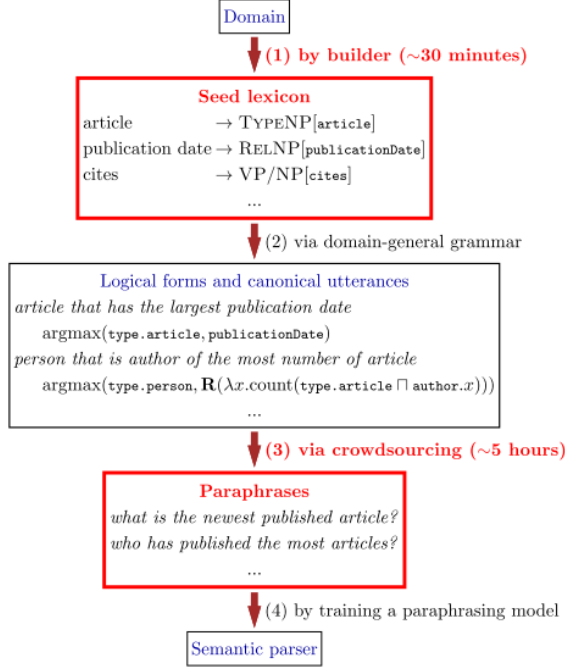 Domain
(1) by builder (~30 minutes)
Seed lexicon
article → TYPENP[article]
publication date → RELNP[publicationDate]
cites → VP/NP[cites]
...
(2) via domain-general grammar
Logical forms and canonical utterances
article that has the largest publication date
argmax(type.article, publicationDate)
person that is author of the most number of article
argmax(type.person, R(λx.count(type.article ⊓ author.x)))
...
(3) via crowdsourcing (~5 hours)
Paraphrases
what is the newest published article?
who has published the most articles?
...
(4) by training a paraphrasing model
Semantic parser